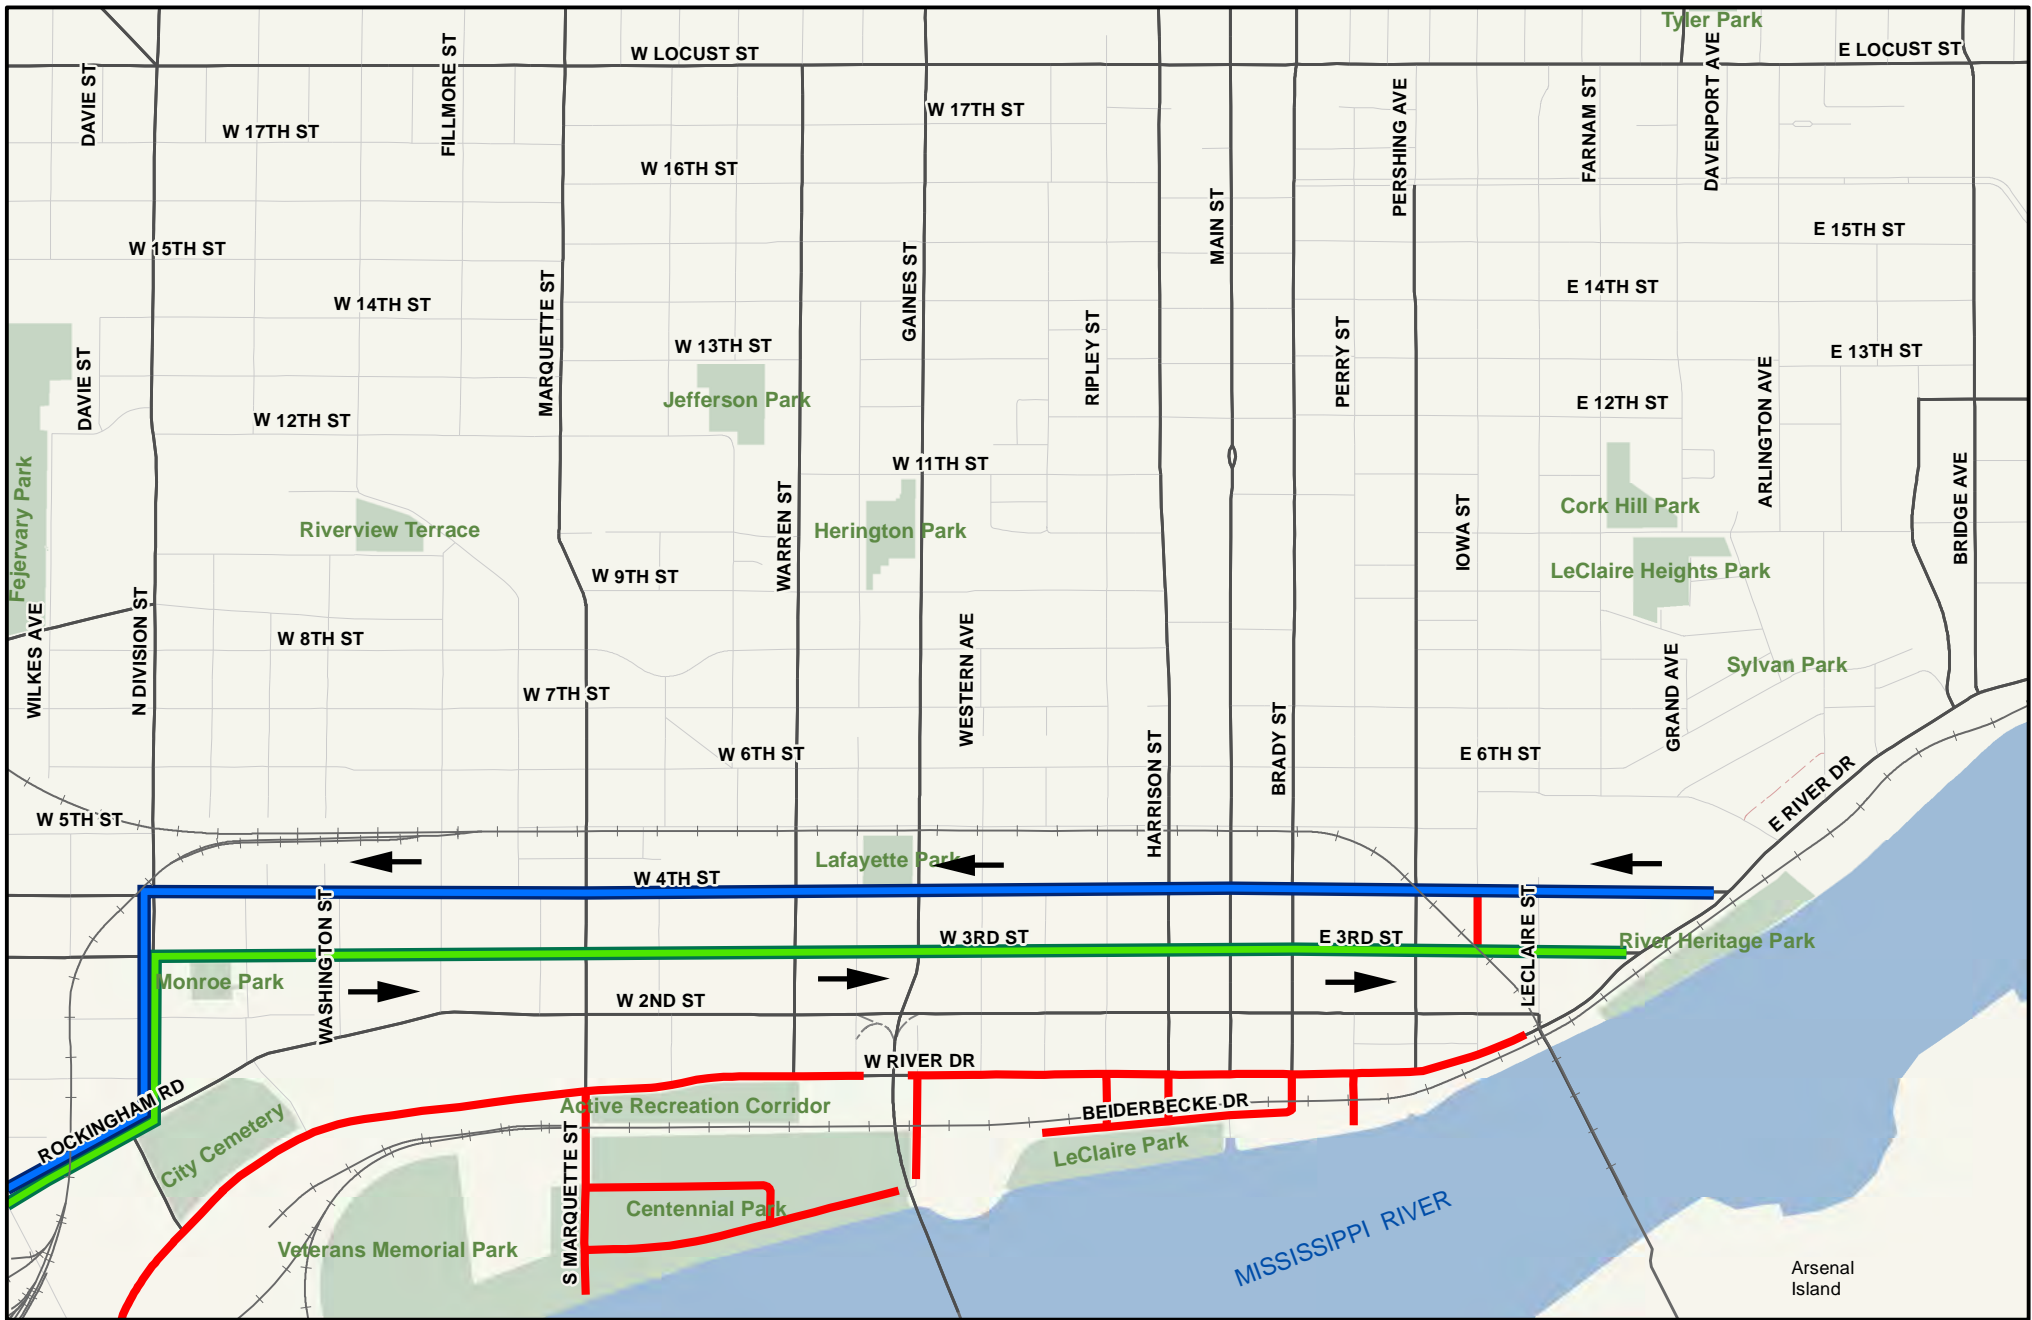 Tyler Park
W LOCUST ST
E LOCUST ST
DAVIE ST
FILLMORE ST
W 17TH ST
W 17TH ST
PERSHING AVE
FARNAM ST
DAVENPORT AVE
W 16TH ST
MAIN ST
W 15TH ST
E 15TH ST
GAINES ST
MARQUETTE ST
W 14TH ST
E 14TH ST
DAVIE ST
W 13TH ST
RIPLEY ST
PERRY ST
E 13TH ST
Jefferson Park
ARLINGTON AVE
E 12TH ST
W 12TH ST
W 11TH ST
Fejervary Park
WARREN ST
IOWA ST
BRIDGE AVE
Cork Hill Park
Riverview Terrace
Herington Park
W 9TH ST
LeClaire Heights Park
WILKES AVE
N DIVISION ST
W 8TH ST
WESTERN AVE
GRAND AVE
Sylvan Park
W 7TH ST
HARRISON ST
BRADY ST
W 6TH ST
E 6TH ST
E RIVER DR
W 5TH ST
Lafayette Park
W 4TH ST
WASHINGTON ST
LECLAIRE ST
W 3RD ST
E 3RD ST
River Heritage Park
Monroe Park
W 2ND ST
W RIVER DR
ROCKINGHAM RD
Active Recreation Corridor
BEIDERBECKE DR
City Cemetery
LeClaire Park
S MARQUETTE ST
Centennial Park
Veterans Memorial Park
MISSISSIPPI RIVER
Arsenal
Island